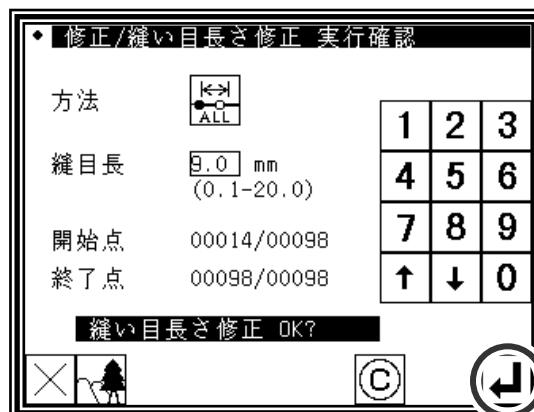 修正/縫い目長さ修正 実行確認
方法
ALL
縫目長 9.0 mm
(0.1-20.0)
開始点 00014/00098
終了点 00098/00098
縫い目長さ修正 OK?
1 2 3
4 5 6
7 8 9
↑ ↓ 0
C